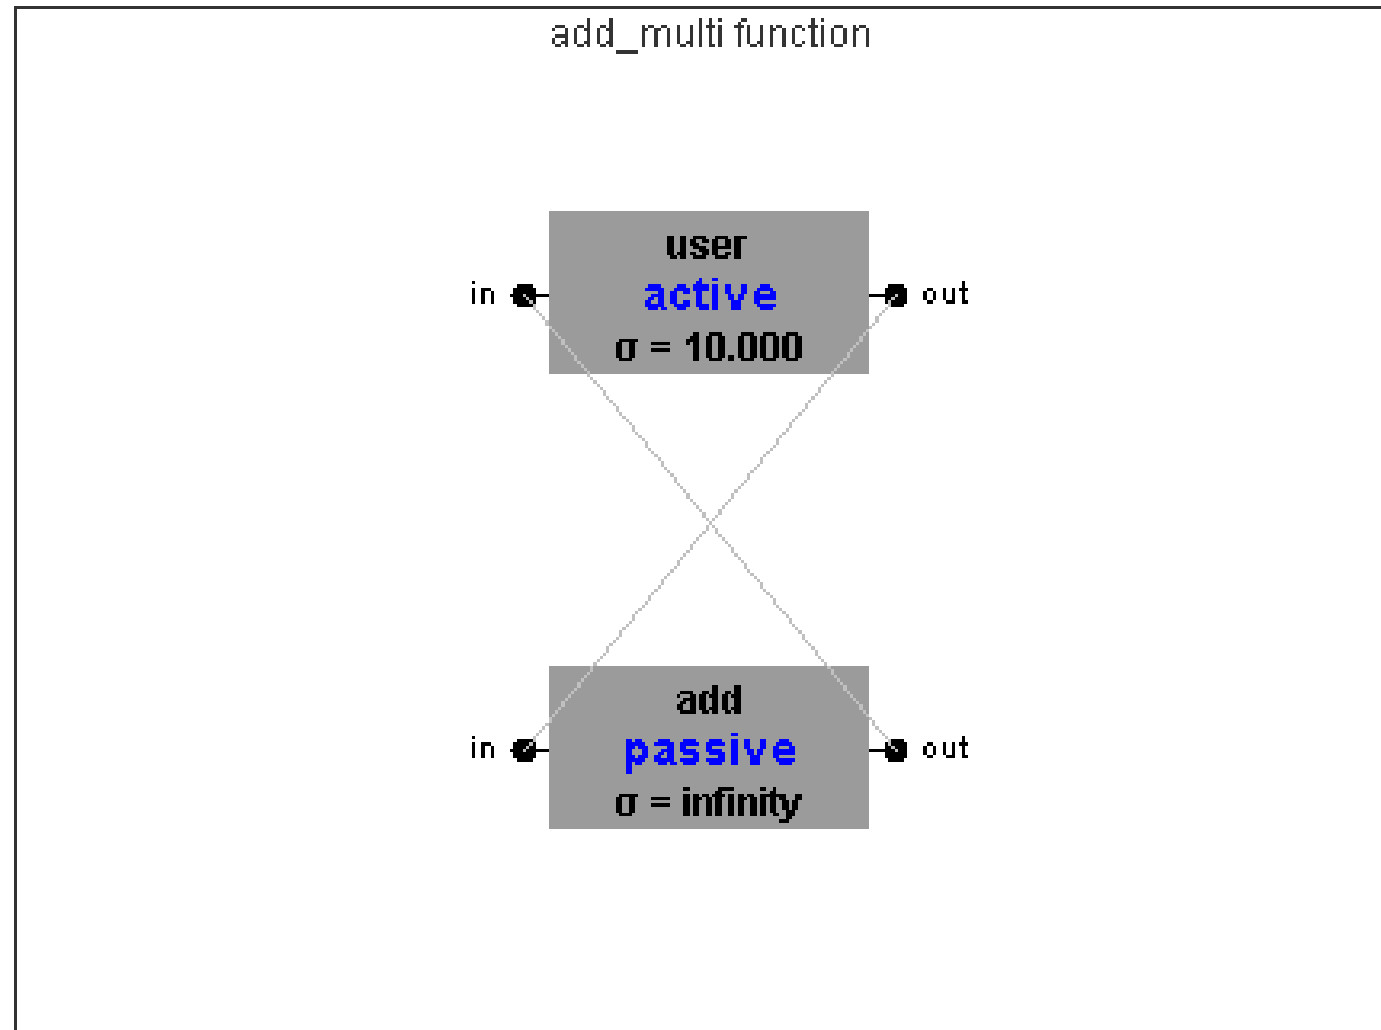 add_multi function
user
in active out
σ = 10.000
add
in passive out
σ = infinity